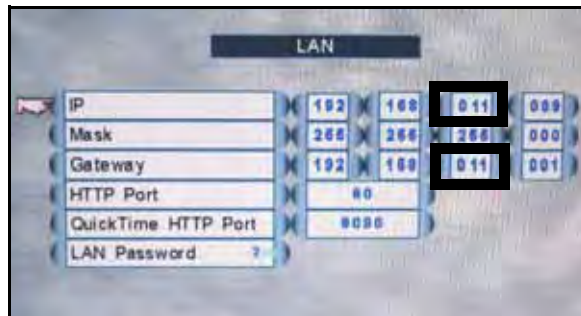 LAN
IP 192 168 011 009
Mask 255 255 255 000
Gateway 192 168 011 001
HTTP Port 80
QuickTime HTTP Port
LAN Password ?